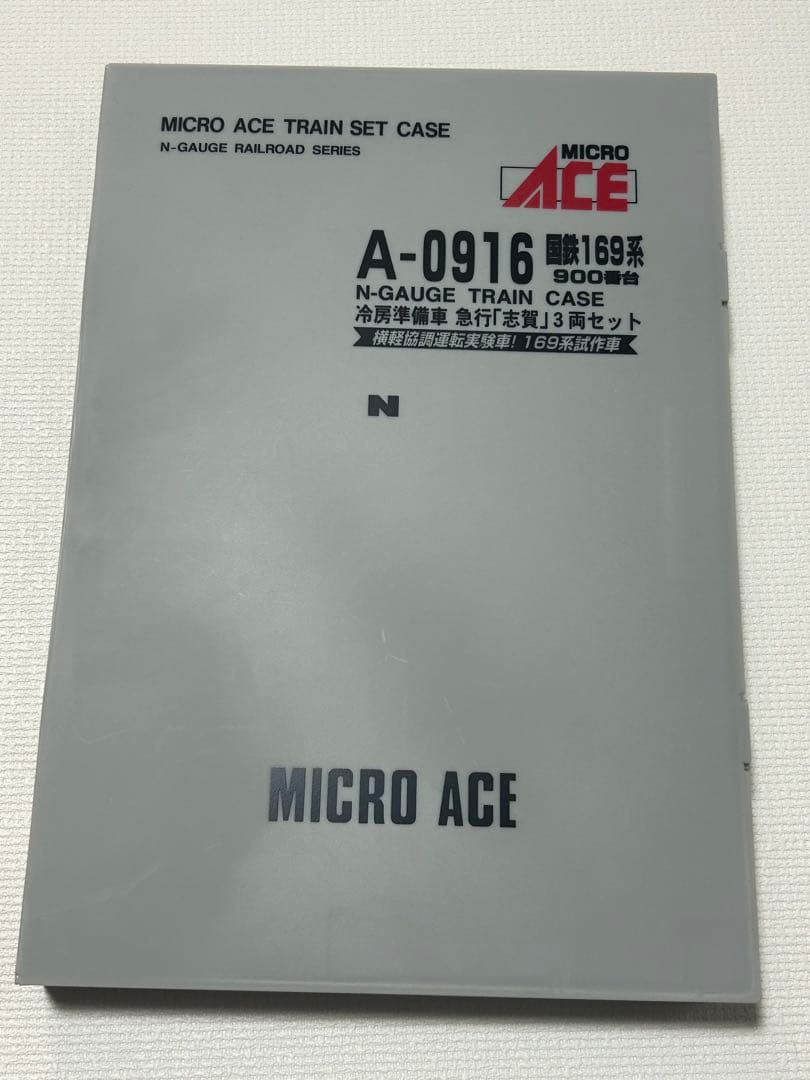 MICRO ACE TRAIN SET CASE
N-GAUGE RAILROAD SERIES
MICRO
ACE
A-0916 国鉄169系
900番台
N-GAUGE TRAIN CASE
冷房準備車 急行「志賀」3両セット
横軽協調運転実験車! 169系試作車
N
MICRO ACE